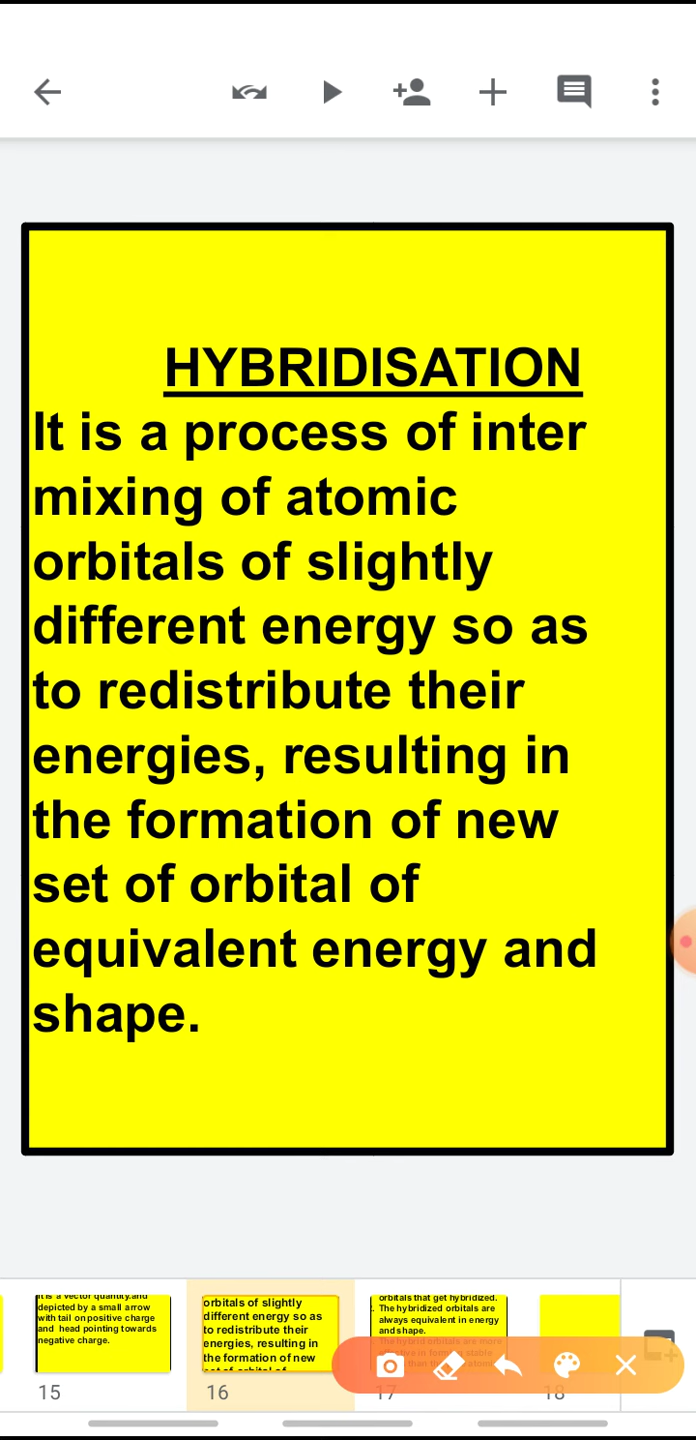 HYBRIDISATION
It is a process of inter
mixing of atomic
orbitals of slightly
different energy so as
to redistribute their
energies, resulting in
the formation of new
set of orbital of
equivalent energy and
shape.
depicted by a small arrow
with tail on positive charge
and head pointing towards
negative charge.
15
orbitals of slightly
different energy so as
to redistribute their
energies, resulting in
the formation of new
16
orbitals that get hybridized.
The hybridized orbitals are
always equivalent in energy
and shape.
17
18